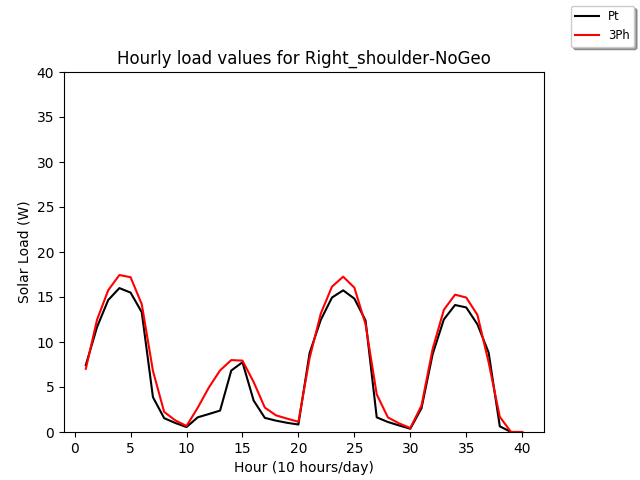 Pt
3Ph
Hourly load values for Right_shoulder-NoGeo
40
35
30
25
20
15
10
5
0
Solar Load (W)
0 5 10 15 20 25 30 35 40
Hour (10 hours/day)